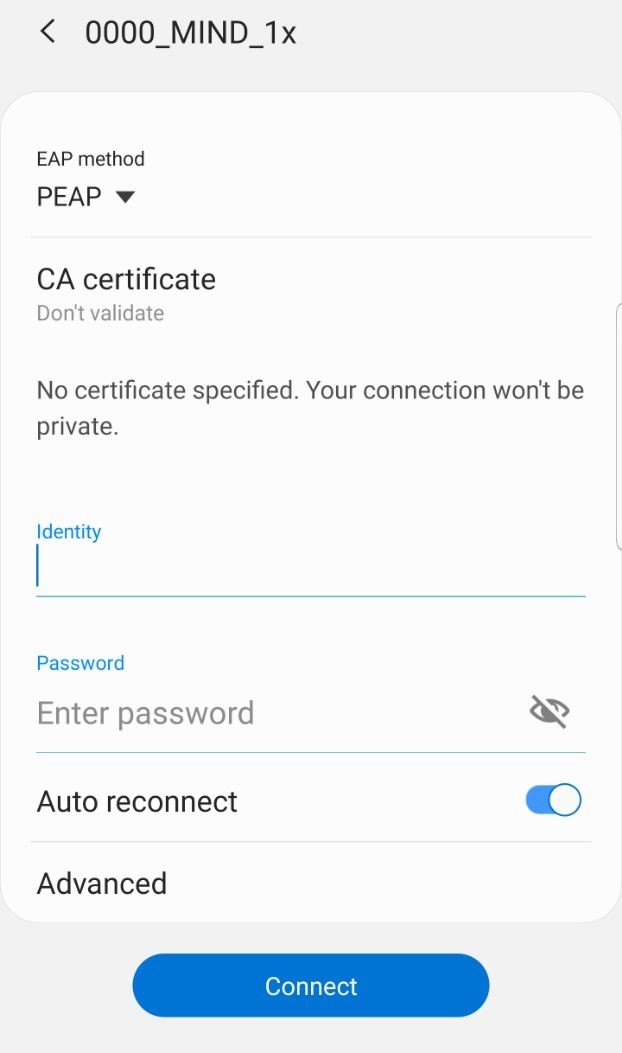 0000_MIND_1x
EAP method
PEAP
CA certificate
Don't validate
No certificate specified. Your connection won't be
private.
Identity
Password
Enter password
Auto reconnect
Advanced
Connect